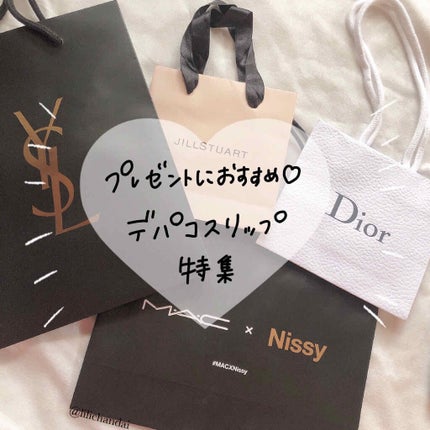 YSL
JILLSTUART
プレゼントにおすすめ♡
デパコスリップ
特集
Dior
MAC × Nissy
#MACXNissy